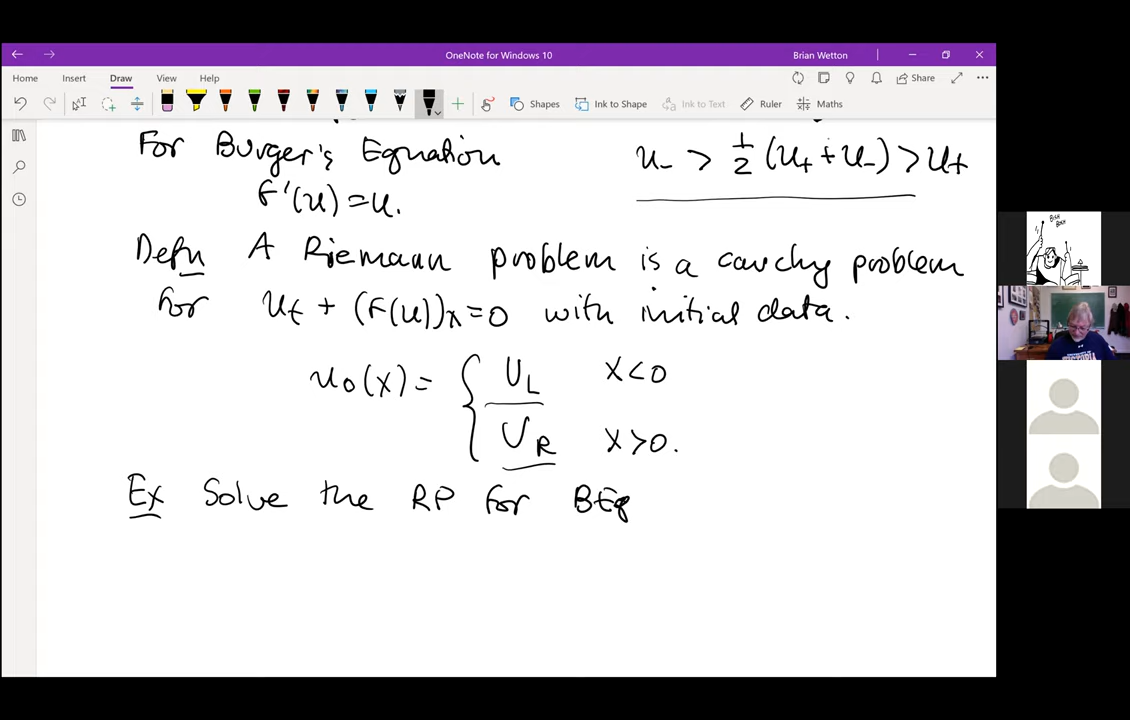 OneNote for Windows 10
Brian Wetton
Home Insert Draw View Help
Share
Shapes Ink to Shape Ink to Text Ruler Maths
For Burger's Equation
u₋ > 1/2 (u₊ + u₋) > u₊
f'(u) = u.
Defn A Riemann problem is a cauchy problem
for u_t + (f(u))_x = 0 with initial data.
u₀(x) = { U_L x<0
U_R x>0.
Ex Solve the RP for BEq